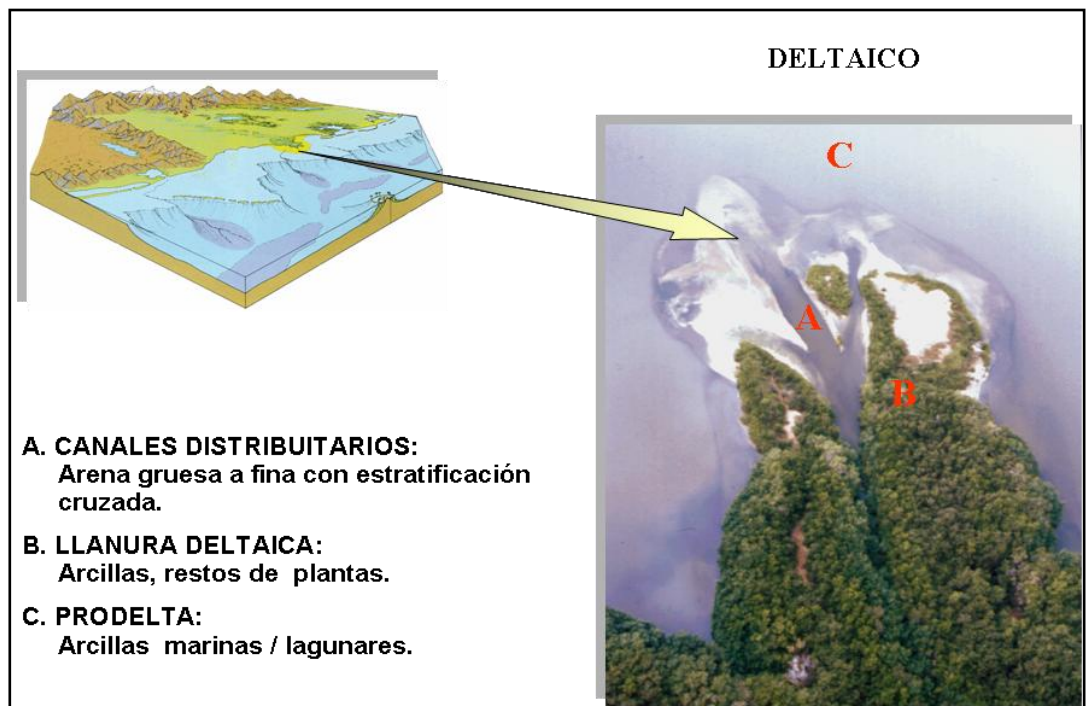 DELTAICO
C
A
B
A. CANALES DISTRIBUITARIOS:
Arena gruesa a fina con estratificación
cruzada.
B. LLANURA DELTAICA:
Arcillas, restos de plantas.
C. PRODELTA:
Arcillas marinas / lagunares.